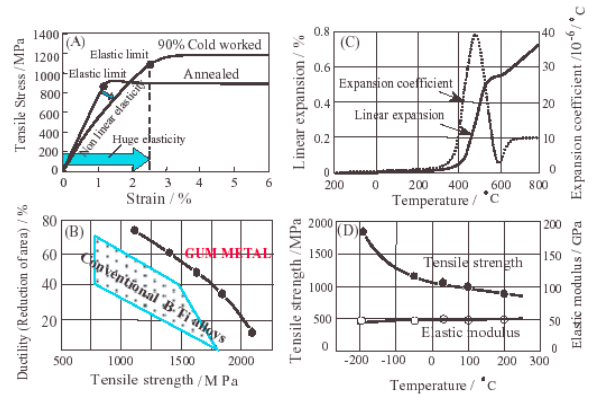 (A)
1400
1200
1000
800
600
400
200
0
Tensile Stress /MPa
Elastic limit
90% Cold worked
Elastic limit
Annealed
Non linear elasticity
Huge elasticity
0 1 2 3 4 5 6
Strain / %
(B)
80
60
40
20
Ductility (Reduction of area) / %
GUM METAL
Conventional B-Ti alloys
500 1000 1500 2000
Tensile strength /M Pa
(C)
0.8
0.6
0.4
0.2
0
Linear expansion / %
40
30
20
10
0
Expansion coefficient /10-6/°C
Expansion coefficient
Linear expansion
200 0 200 400 600 800
Temperature / °C
(D)
2000
1500
1000
500
0
Tensile strength /MPa
200
150
100
50
0
Elastic modulus / GPa
Tensile strength
Elastic modulus
-200 -100 0 100 200 300
Temperature / °C